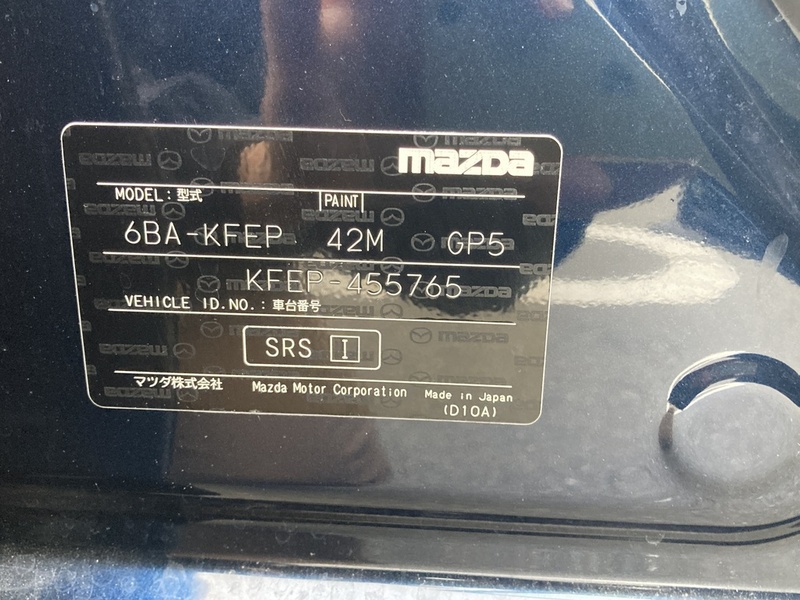 mazda
MODEL:型式 PAINT
6BA-KFEP 42M GP5
KFEP-455765
VEHICLE ID.NO.:車台番号
SRS I
マツダ株式会社 Mazda Motor Corporation Made in Japan
(D10A)